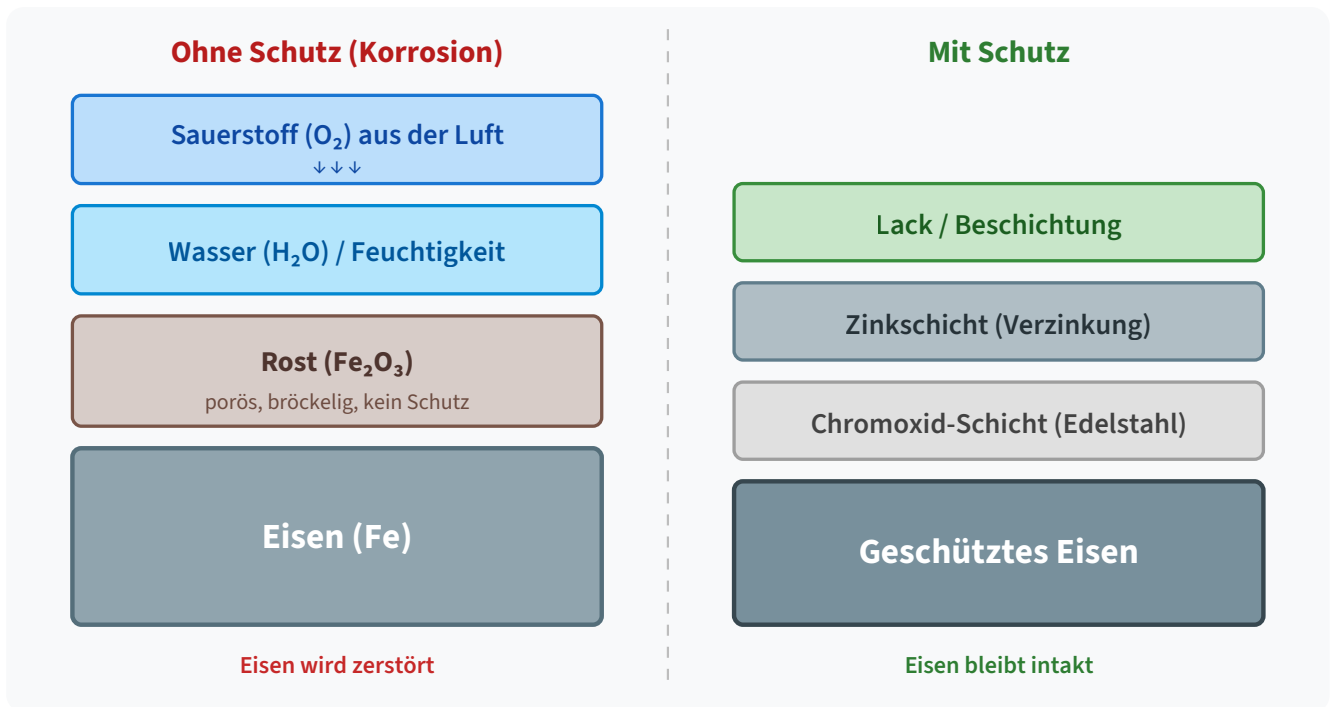 Ohne Schutz (Korrosion)
Sauerstoff (O₂) aus der Luft
↓ ↓ ↓
Wasser (H₂O) / Feuchtigkeit
Rost (Fe₂O₃)
porös, bröckelig, kein Schutz
Eisen (Fe)
Eisen wird zerstört
Mit Schutz
Lack / Beschichtung
Zinkschicht (Verzinkung)
Chromoxid-Schicht (Edelstahl)
Geschütztes Eisen
Eisen bleibt intakt